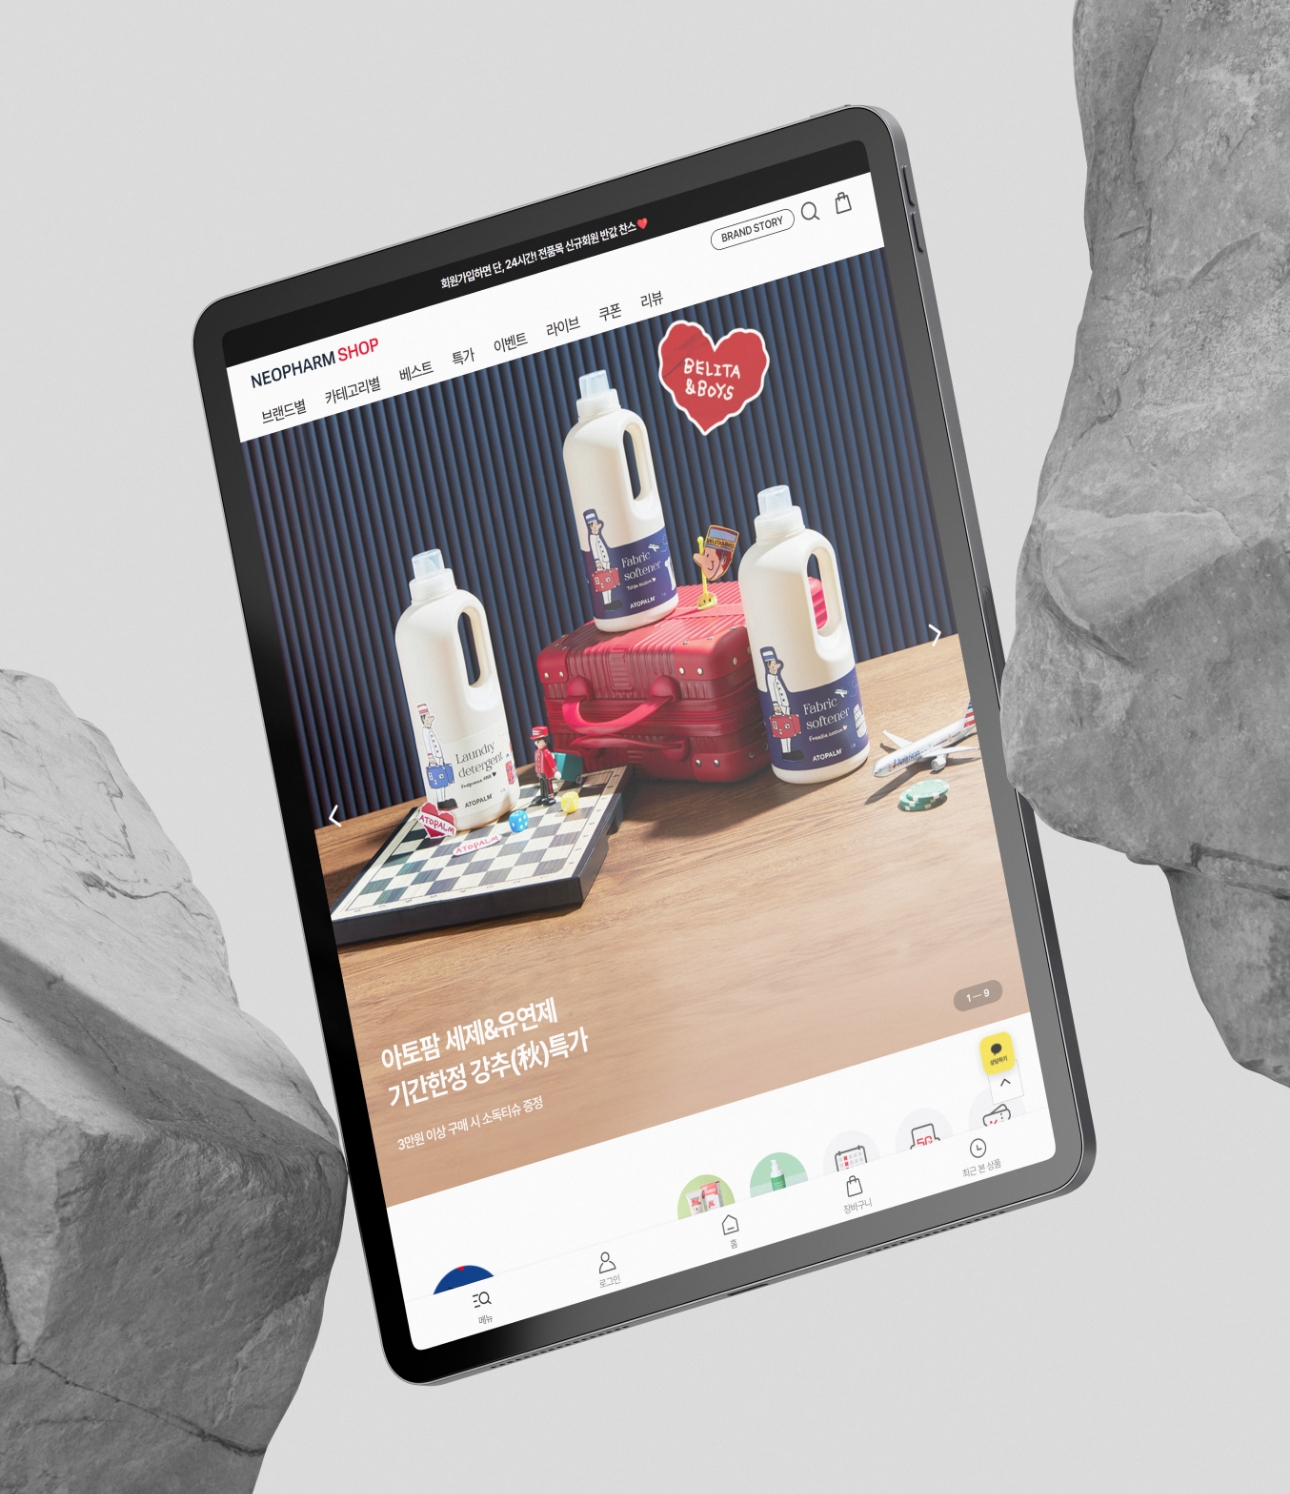 회원가입하면 단, 24시간! 전품목 신규회원 반값 찬스
NEOPHARM SHOP
BRAND STORY
브랜드별 카테고리별 베스트 특가 이벤트 라이브 쿠폰 리뷰
BELITA
&BOYS
Fabric
softener
ATOPALM
Fabric
softener
Freesia cotton
ATOPALM
Laundry
detergent
Fragrance FREE
ATOPALM
ATOPALM
ATOPALM
아토팜 세제&유연제
기간한정 강추(秋)특가
3만원 이상 구매 시 소독티슈 증정
1 — 9
상담하기
메뉴 로그인 홈 장바구니 최근 본 상품